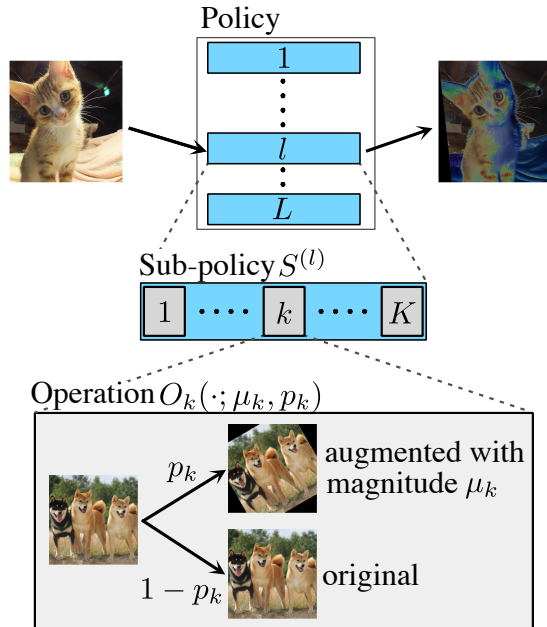 Policy
1
l
L
Sub-policy S^{(l)}
1 ···· k ···· K
Operation O_k(·; μ_k, p_k)
p_k
augmented with
magnitude μ_k
1 − p_k
original